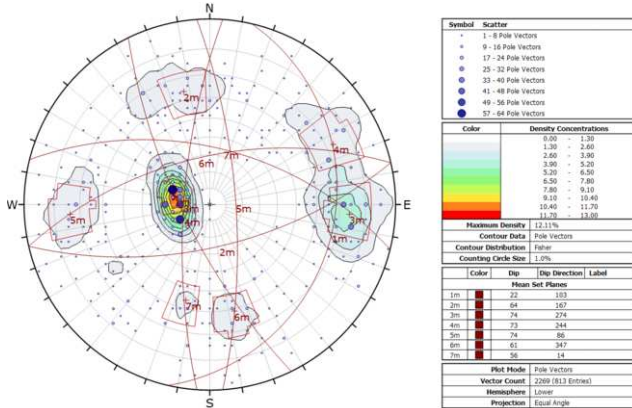 N
W
E
S
2m
4m
7m
6m
3m
4m
5m
5m
3m
1m
2m
7m
6m
Symbol Scatter
1 - 8 Pole Vectors
9 - 16 Pole Vectors
17 - 24 Pole Vectors
25 - 32 Pole Vectors
33 - 40 Pole Vectors
41 - 48 Pole Vectors
49 - 56 Pole Vectors
57 - 64 Pole Vectors
Color Density Concentrations
0.00 - 1.30
1.30 - 2.60
2.60 - 3.90
3.90 - 5.20
5.20 - 6.50
6.50 - 7.80
7.80 - 9.10
9.10 - 10.40
10.40 - 11.70
11.70 - 13.00
Maximum Density 12.11%
Contour Data Pole Vectors
Contour Distribution Fisher
Counting Circle Size 1.0%
Color Dip Dip Direction Label
Mean Set Planes
1m 22 103
2m 64 167
3m 74 274
4m 73 244
5m 74 86
6m 61 347
7m 56 14
Plot Mode Pole Vectors
Vector Count 2269 (813 Entries)
Hemisphere Lower
Projection Equal Angle